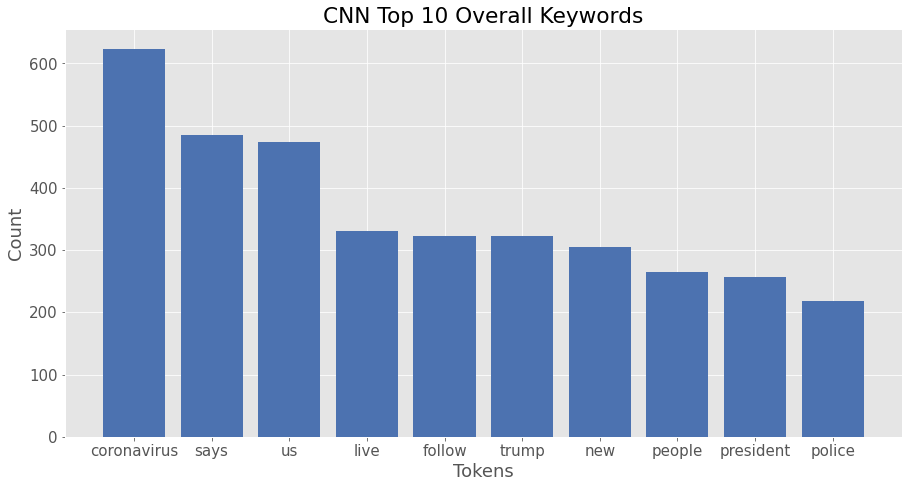 CNN Top 10 Overall Keywords
Count
600
500
400
300
200
100
0
coronavirus says us live follow trump new people president police
Tokens